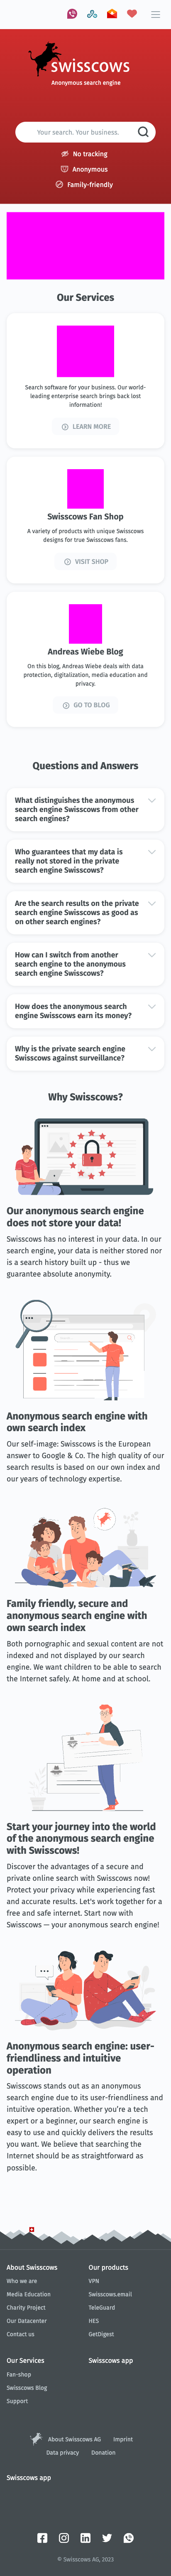 swisscows
Anonymous search engine
Your search. Your business.
No tracking
Anonymous
Family-friendly
Our Services
Search software for your business. Our world-
leading enterprise search brings back lost
information!
LEARN MORE
Swisscows Fan Shop
A variety of products with unique Swisscows
designs for true Swisscows fans.
VISIT SHOP
Andreas Wiebe Blog
On this blog, Andreas Wiebe deals with data
protection, digitalization, media education and
privacy.
GO TO BLOG
Questions and Answers
What distinguishes the anonymous
search engine Swisscows from other
search engines?
Who guarantees that my data is
really not stored in the private
search engine Swisscows?
Are the search results on the private
search engine Swisscows as good as
on other search engines?
How can I switch from another
search engine to the anonymous
search engine Swisscows?
How does the anonymous search
engine Swisscows earn its money?
Why is the private search engine
Swisscows against surveillance?
Why Swisscows?
Our anonymous search engine
does not store your data!
Swisscows has no interest in your data. In our
search engine, your data is neither stored nor
is a search history built up - thus we
guarantee absolute anonymity.
Anonymous search engine with
own search index
Our self-image: Swisscows is the European
answer to Google & Co. The high quality of our
search results is based on our own index and
our years of technology expertise.
Family friendly, secure and
anonymous search engine with
own search index
Both pornographic and sexual content are not
indexed and not displayed by our search
engine. We want children to be able to search
the Internet safely. At home and at school.
Start your journey into the world
of the anonymous search engine
with Swisscows!
Discover the advantages of a secure and
private online search with Swisscows now!
Protect your privacy while experiencing fast
and accurate results. Let's work together for a
free and safe internet. Start now with
Swisscows — your anonymous search engine!
Anonymous search engine: user-
friendliness and intuitive
operation
Swisscows stands out as an anonymous
search engine due to its user-friendliness and
intuitive operation. Whether you're a tech
expert or a beginner, our search engine is
easy to use and quickly delivers the results
you want. We believe that searching the
Internet should be as straightforward as
possible.
About Swisscows
Our products
Who we are
VPN
Media Education
Swisscows.email
Charity Project
TeleGuard
Our Datacenter
HES
Contact us
GetDigest
Our Services
Swisscows app
Fan-shop
Swisscows Blog
Support
About Swisscows AG Imprint
Data privacy Donation
Swisscows app
© Swisscows AG, 2023